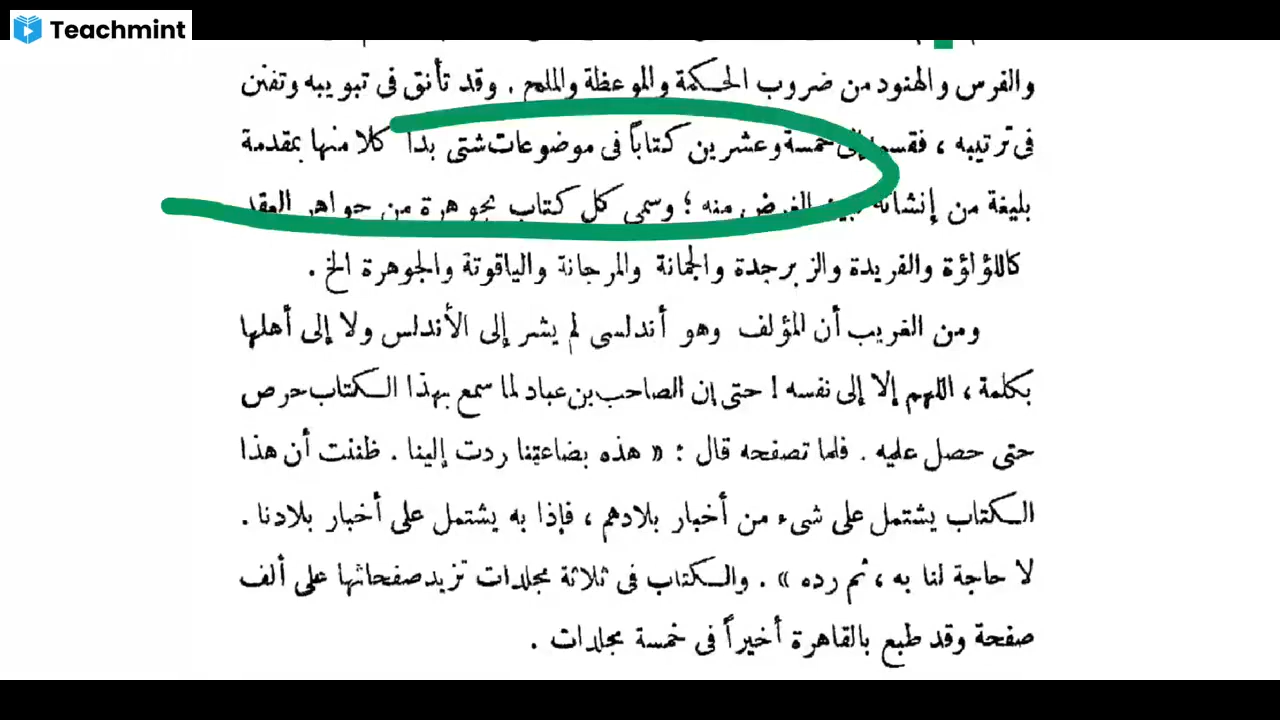 Teachmint
والفرس والهنود من ضروب الحكمة والموعظة والملح . وقد تأنق فى تبويبه وتفنن
فى ترتيبه ، فقسمه إلى خمسة وعشرين كتاباً فى موضوعات شتى بدا كلا منها بمقدمة
بليغة من إنشائه تبين الغرض منه ؛ وسمى كل كتاب بجوهرة من جواهر العقد
كاللؤلؤة والفريدة والزبرجدة والجمانة والمرجانة والياقوتة والجوهرة الخ .
ومن الغريب أن المؤلف وهو أندلسى لم يشر إلى الأندلس ولا إلى أهلها
بكلمة ، اللهم إلا إلى نفسه ! حتى إن الصاحب بن عباد لما سمع بهذا الكتاب حرص
حتى حصل عليه . فلما تصفحه قال : « هذه بضاعتنا ردت إلينا . ظننت أن هذا
الكتاب يشتمل على شىء من أخبار بلادهم ، فإذا به يشتمل على أخبار بلادنا .
لا حاجة لنا به ، ثم رده » . والكتاب فى ثلاثة مجلدات تزيد صفحاتها على ألف
صفحة وقد طبع بالقاهرة أخيراً فى خمسة مجلدات .